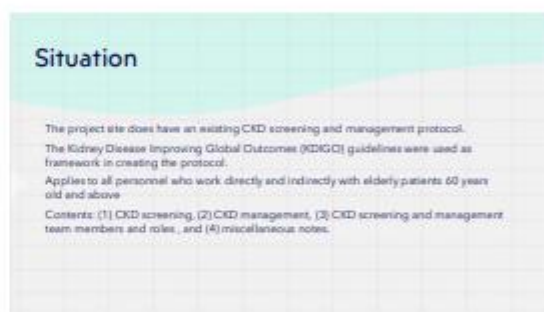 Situation
The project site does have an existing CKD screening and management protocol.
The Kidney Disease Improving Global Outcomes (KDIGO) guidelines were used as
framework in creating the protocol.
Applies to all personnel who work directly and indirectly with elderly patients 60 years
old and above
Contents: (1) CKD screening, (2) CKD management, (3) CKD screening and management
team members and roles , and (4) miscellaneous notes.